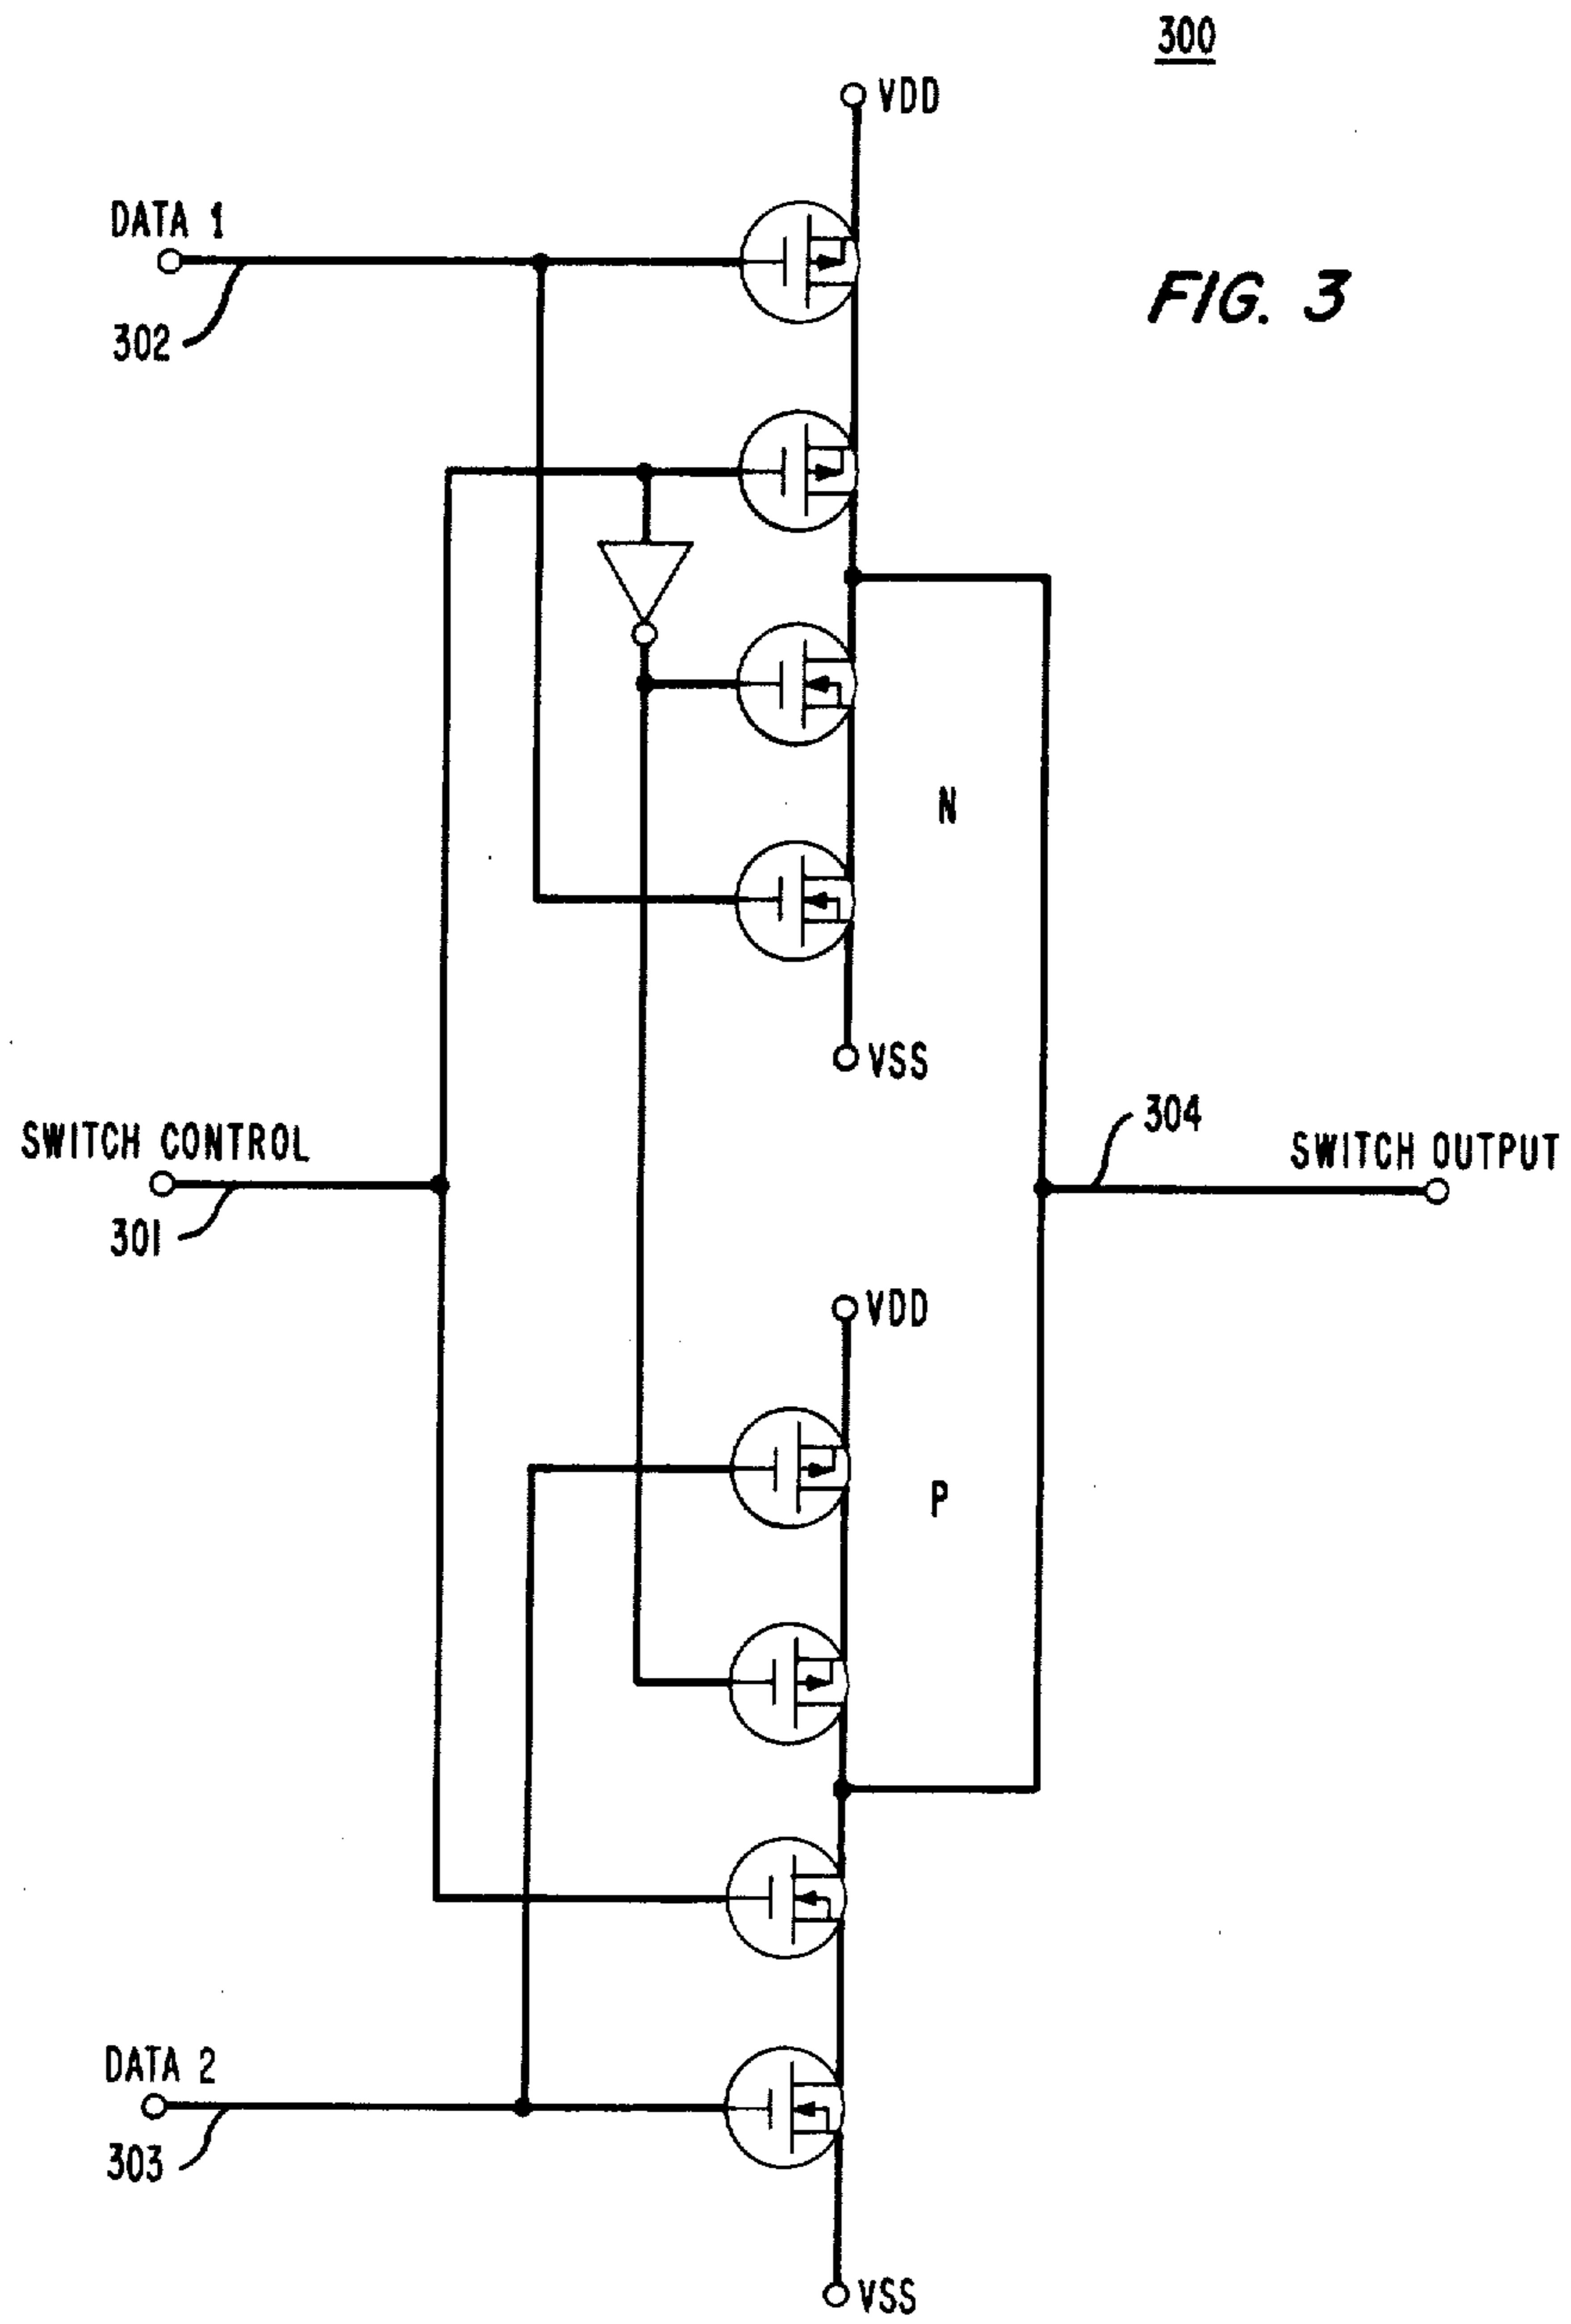 300
VDD
DATA 1
302
FIG. 3
N
VSS
304
SWITCH CONTROL
SWITCH OUTPUT
301
VDD
P
DATA 2
303
VSS